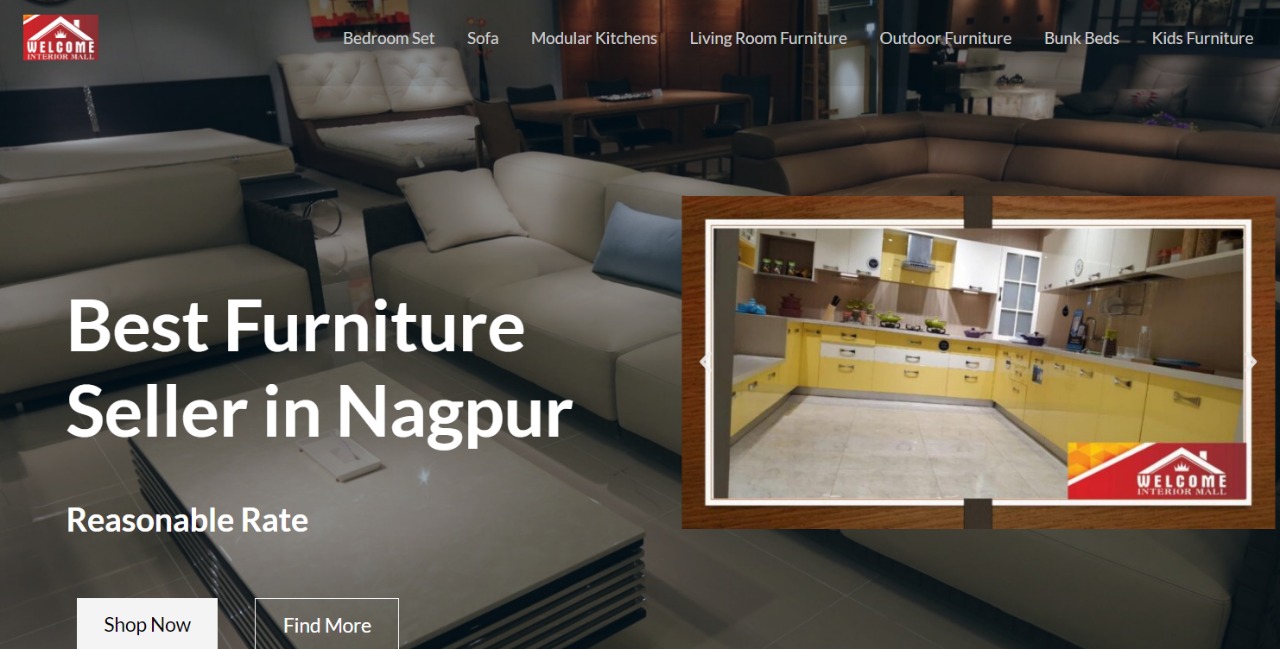 WELCOME
INTERIOR MALL
Bedroom Set
Sofa
Modular Kitchens
Living Room Furniture
Outdoor Furniture
Bunk Beds
Kids Furniture
Best Furniture
Seller in Nagpur
Reasonable Rate
Shop Now
Find More
WELCOME
INTERIOR MALL